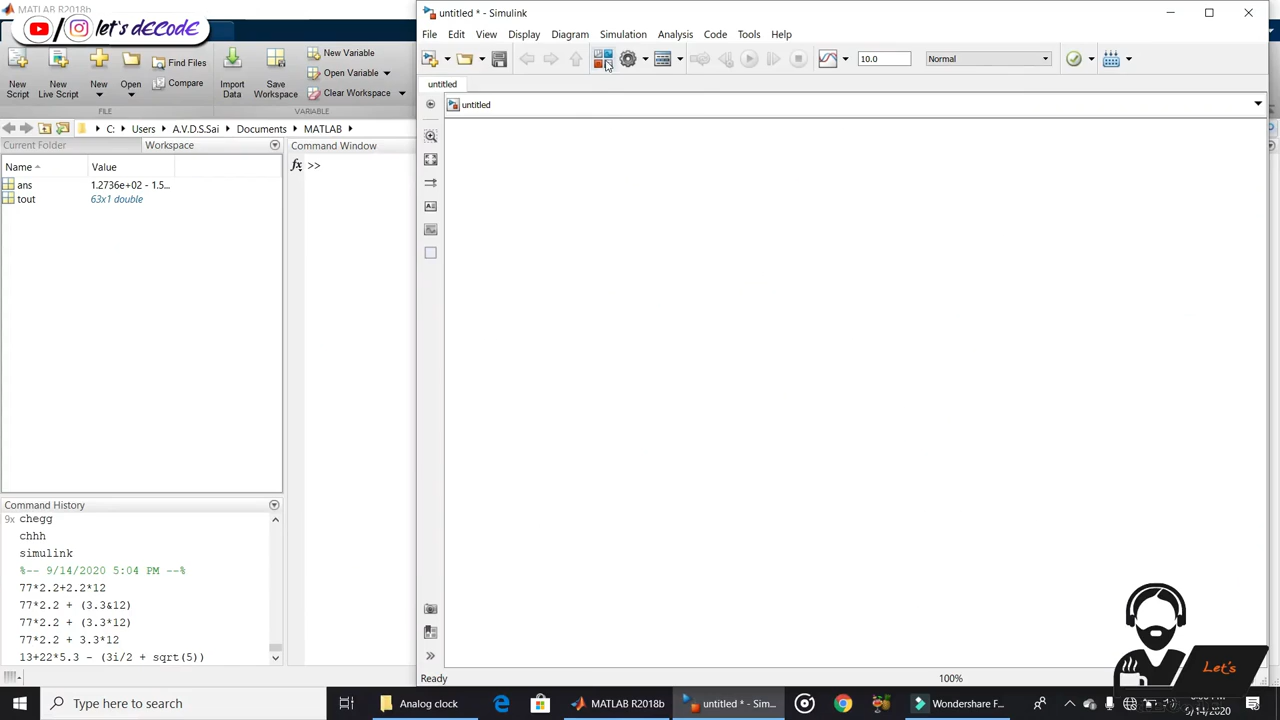 MATLAB R2018b
let's dECodE
New Script
New Live Script
New
Open
Find Files
Compare
Import Data
Save Workspace
New Variable
Open Variable
Clear Workspace
FILE
VARIABLE
C:
Users
A.V.D.S.Sai
Documents
MATLAB
Current Folder
Workspace
Name
Value
ans
1.2736e+02 - 1.5...
tout
63x1 double
Command History
9x chegg
chhh
simulink
%-- 9/14/2020 5:04 PM --%
77*2.2+2.2*12
77*2.2 + (3.3&12)
77*2.2 + (3.3*12)
77*2.2 + 3.3*12
13+22*5.3 - (3i/2 + sqrt(5))
Command Window
fx >>
untitled * - Simulink
File Edit View Display Diagram Simulation Analysis Code Tools Help
10.0
Normal
untitled
untitled
Ready
100%
Let's
Type here to search
Analog clock
MATLAB R2018b
untitled * - Sim...
Wondershare F...
9/14/2020